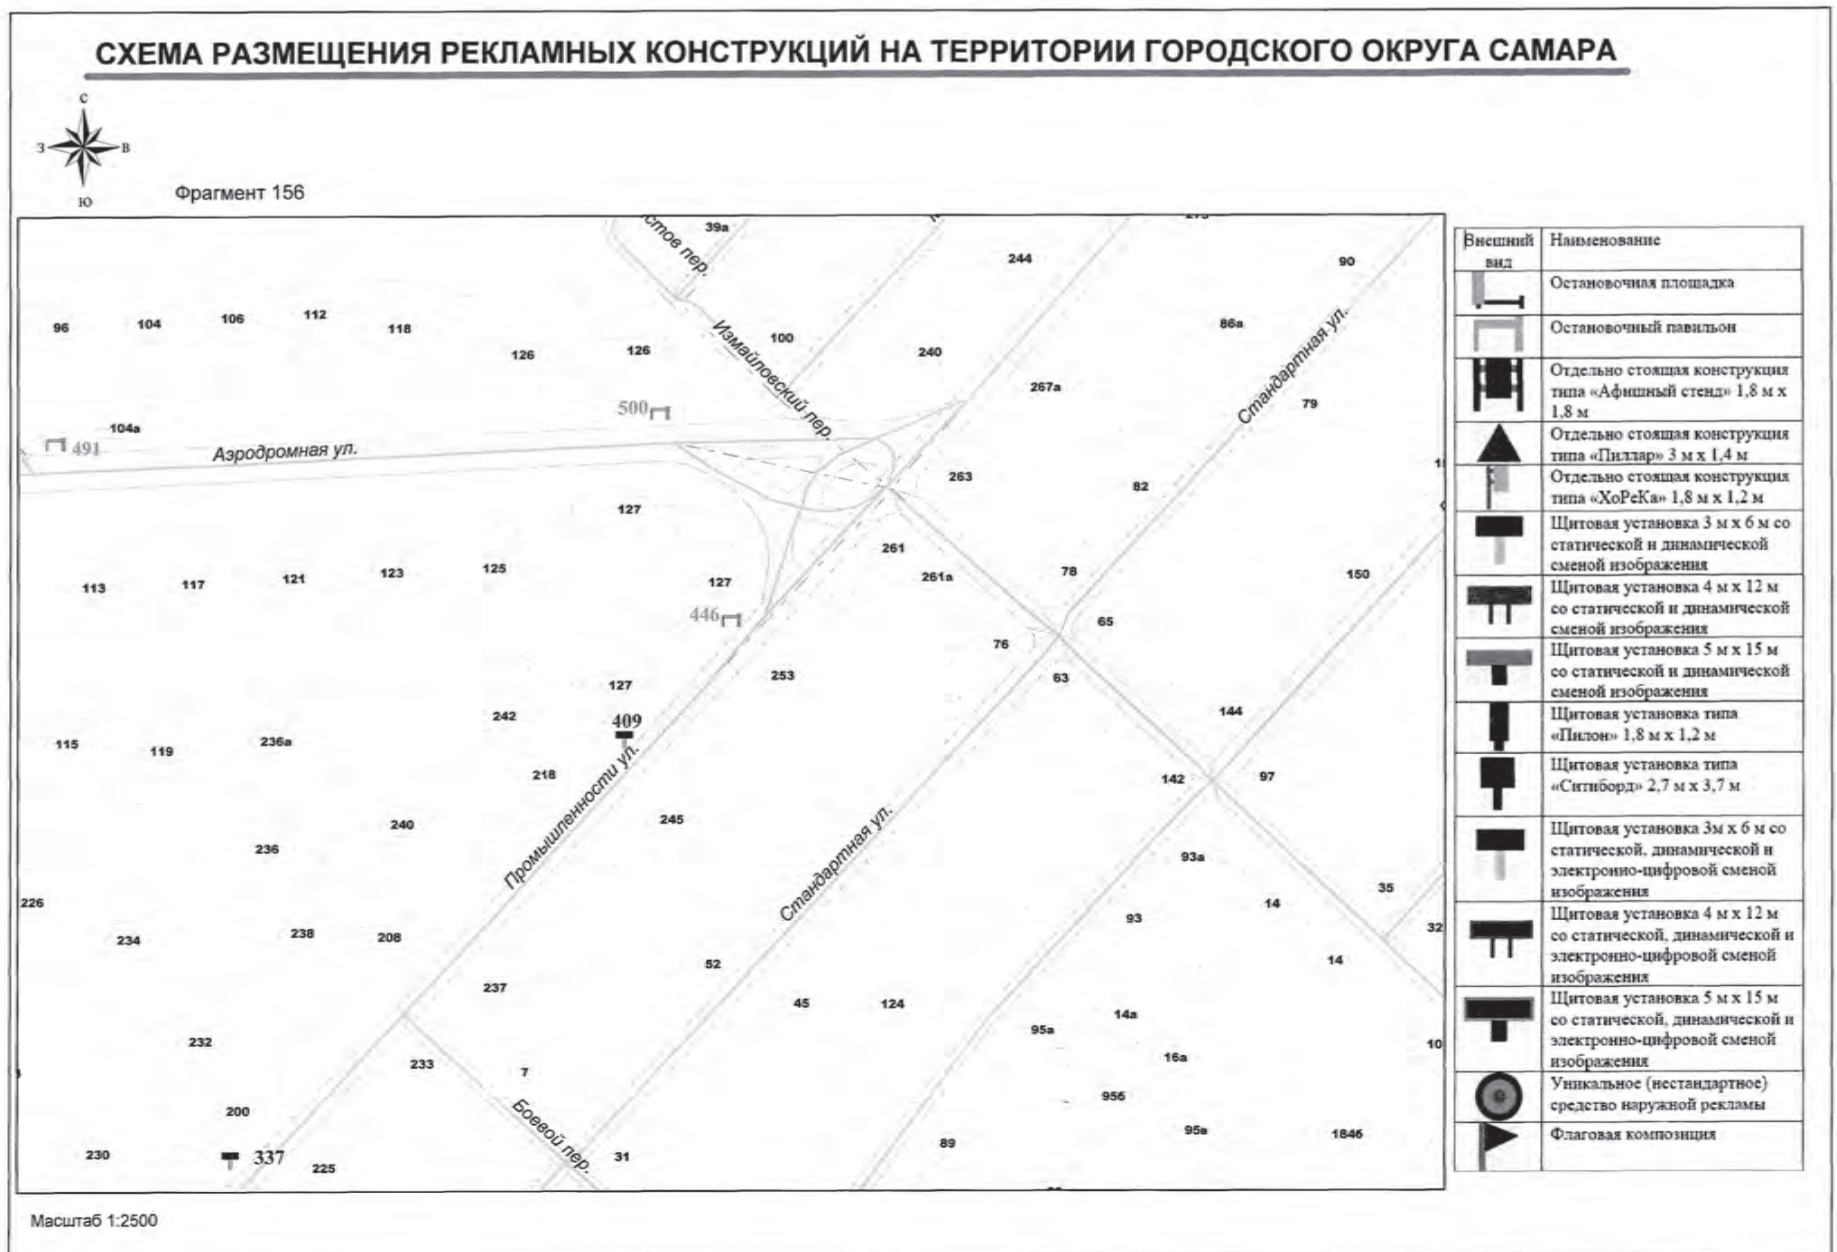 СХЕМА РАЗМЕЩЕНИЯ РЕКЛАМНЫХ КОНСТРУКЦИЙ НА ТЕРРИТОРИИ ГОРОДСКОГО ОКРУГА САМАРА
С
З В
Ю
Фрагмент 156
39а
стов пер.
244
90
96
104
106
112
118
126
126
Измайловский пер.
100
240
86а
267а
Стандартная ул.
79
500
104а
491
Аэродромная ул.
263
82
127
261
261а
78
150
113
117
121
123
125
127
446
65
76
253
63
127
242
409
144
115
119
236а
218
142
97
Промышленности ул.
245
240
236
Стандартная ул.
93а
35
226
14
234
238
208
93
32
52
14
237
45
124
14а
95а
232
10
16а
233
7
95б
200
Боевой пер.
95в
184б
89
230
337
225
31
Внешний
вид
Наименование
Остановочная площадка
Остановочный павильон
Отдельно стоящая конструкция
типа «Афишный стенд» 1,8 м х
1,8 м
Отдельно стоящая конструкция
типа «Пиллар» 3 м х 1,4 м
Отдельно стоящая конструкция
типа «ХоРеКа» 1,8 м х 1,2 м
Щитовая установка 3 м х 6 м со
статической и динамической
сменой изображения
Щитовая установка 4 м х 12 м
со статической и динамической
сменой изображения
Щитовая установка 5 м х 15 м
со статической и динамической
сменой изображения
Щитовая установка типа
«Пилон» 1,8 м х 1,2 м
Щитовая установка типа
«Ситиборд» 2,7 м х 3,7 м
Щитовая установка 3м х 6 м со
статической, динамической и
электронно-цифровой сменой
изображения
Щитовая установка 4 м х 12 м
со статической, динамической и
электронно-цифровой сменой
изображения
Щитовая установка 5 м х 15 м
со статической, динамической и
электронно-цифровой сменой
изображения
Уникальное (нестандартное)
средство наружной рекламы
Флаговая композиция
Масштаб 1:2500